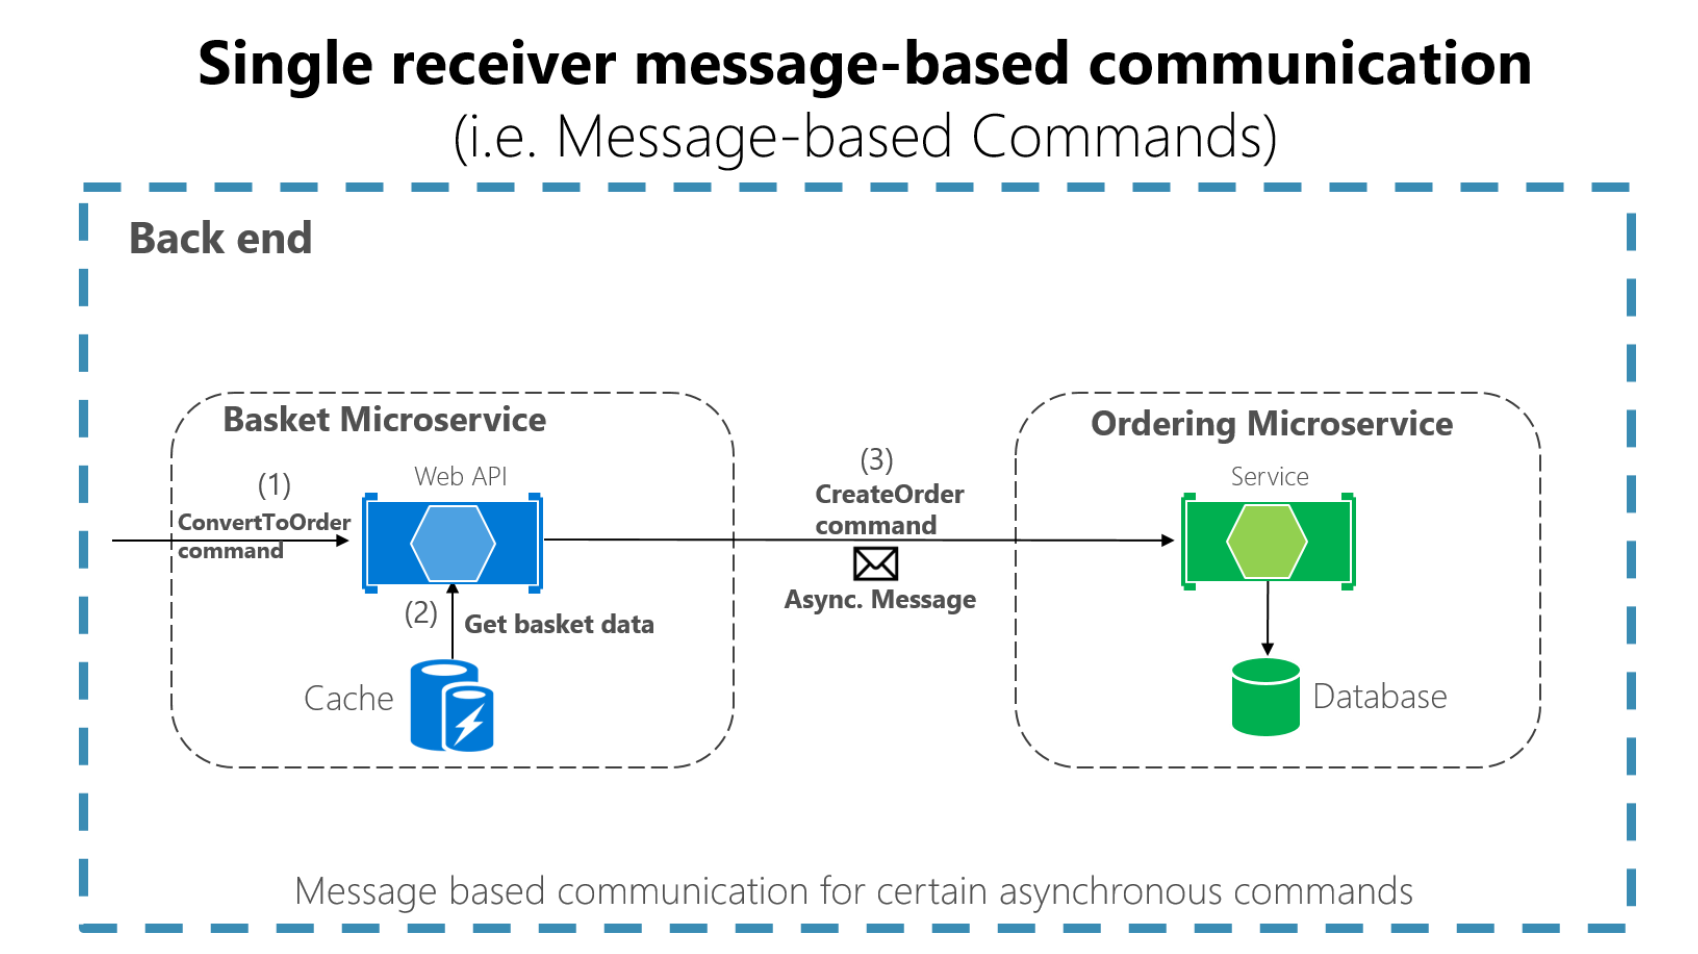 Single receiver message-based communication
(i.e. Message-based Commands)
Back end
Basket Microservice
Web API
(1)
ConvertToOrder
command
(2)
Get basket data
Cache
(3)
CreateOrder
command
Async. Message
Ordering Microservice
Service
Database
Message based communication for certain asynchronous commands